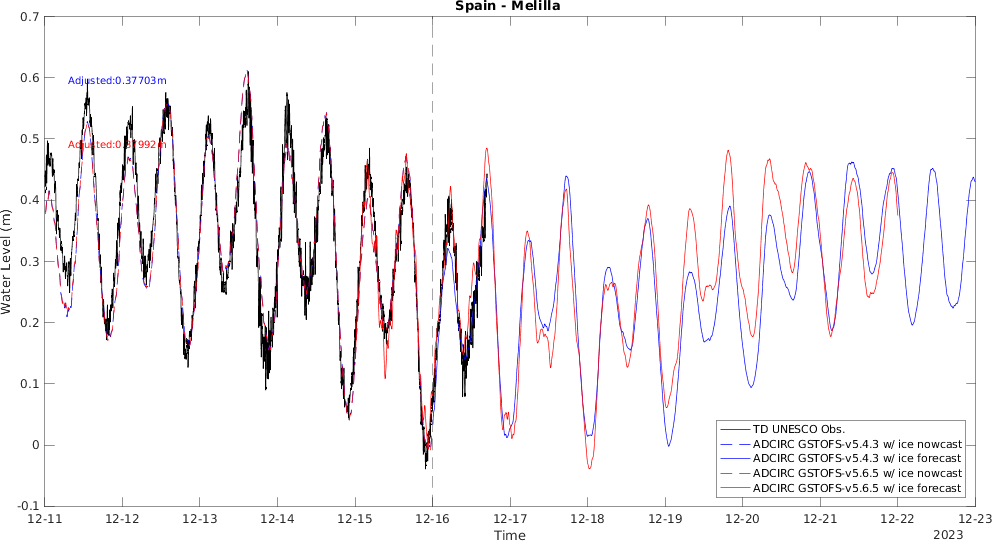 Spain - Melilla
0.7
0.6
0.5
0.4
0.3
0.2
0.1
0
-0.1
Water Level (m)
Adjusted:0.37703m
Adjusted:0.37992m
TD UNESCO Obs.
ADCIRC GSTOFS-v5.4.3 w/ ice nowcast
ADCIRC GSTOFS-v5.4.3 w/ ice forecast
ADCIRC GSTOFS-v5.6.5 w/ ice nowcast
ADCIRC GSTOFS-v5.6.5 w/ ice forecast
12-11 12-12 12-13 12-14 12-15 12-16 12-17 12-18 12-19 12-20 12-21 12-22 12-23
Time
2023